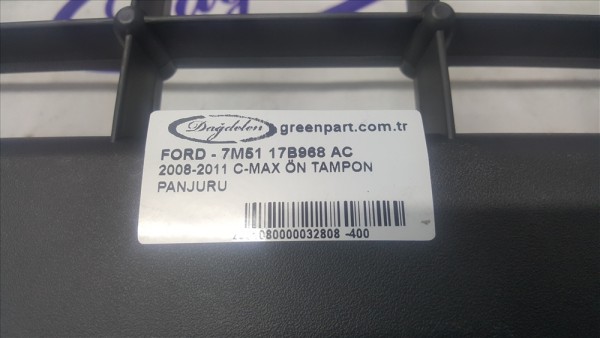 Dağdelen greenpart.com.tr
FORD - 7M51 17B968 AC
2008-2011 C-MAX ÖN TAMPON
PANJURU
080000032808 -400